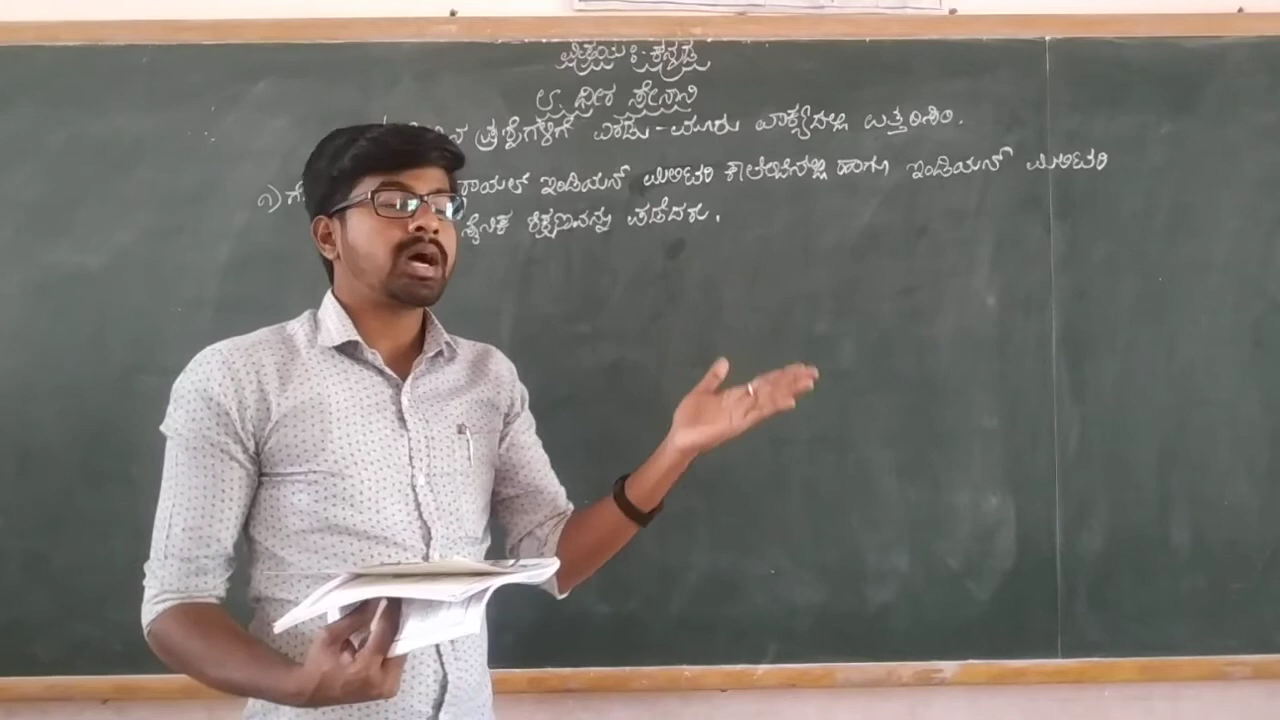 ವಿಷಯ : ಕನ್ನಡ
೮. ಧೀರ ಸೇನಾನಿ
ಪ್ರಶ್ನೆಗಳಿಗೆ ಎರಡು-ಮೂರು ವಾಕ್ಯದಲ್ಲಿ ಉತ್ತರಿಸಿರಿ.
೧) ರಾಯಲ್ ಇಂಡಿಯನ್ ಮಿಲಿಟರಿ ಕಾಲೇಜಿನಲ್ಲಿ ಹಾಗೂ ಇಂಡಿಯನ್ ಮಿಲಿಟರಿ
ಸೈನಿಕ ಶಿಕ್ಷಣವನ್ನು ಪಡೆದರು.